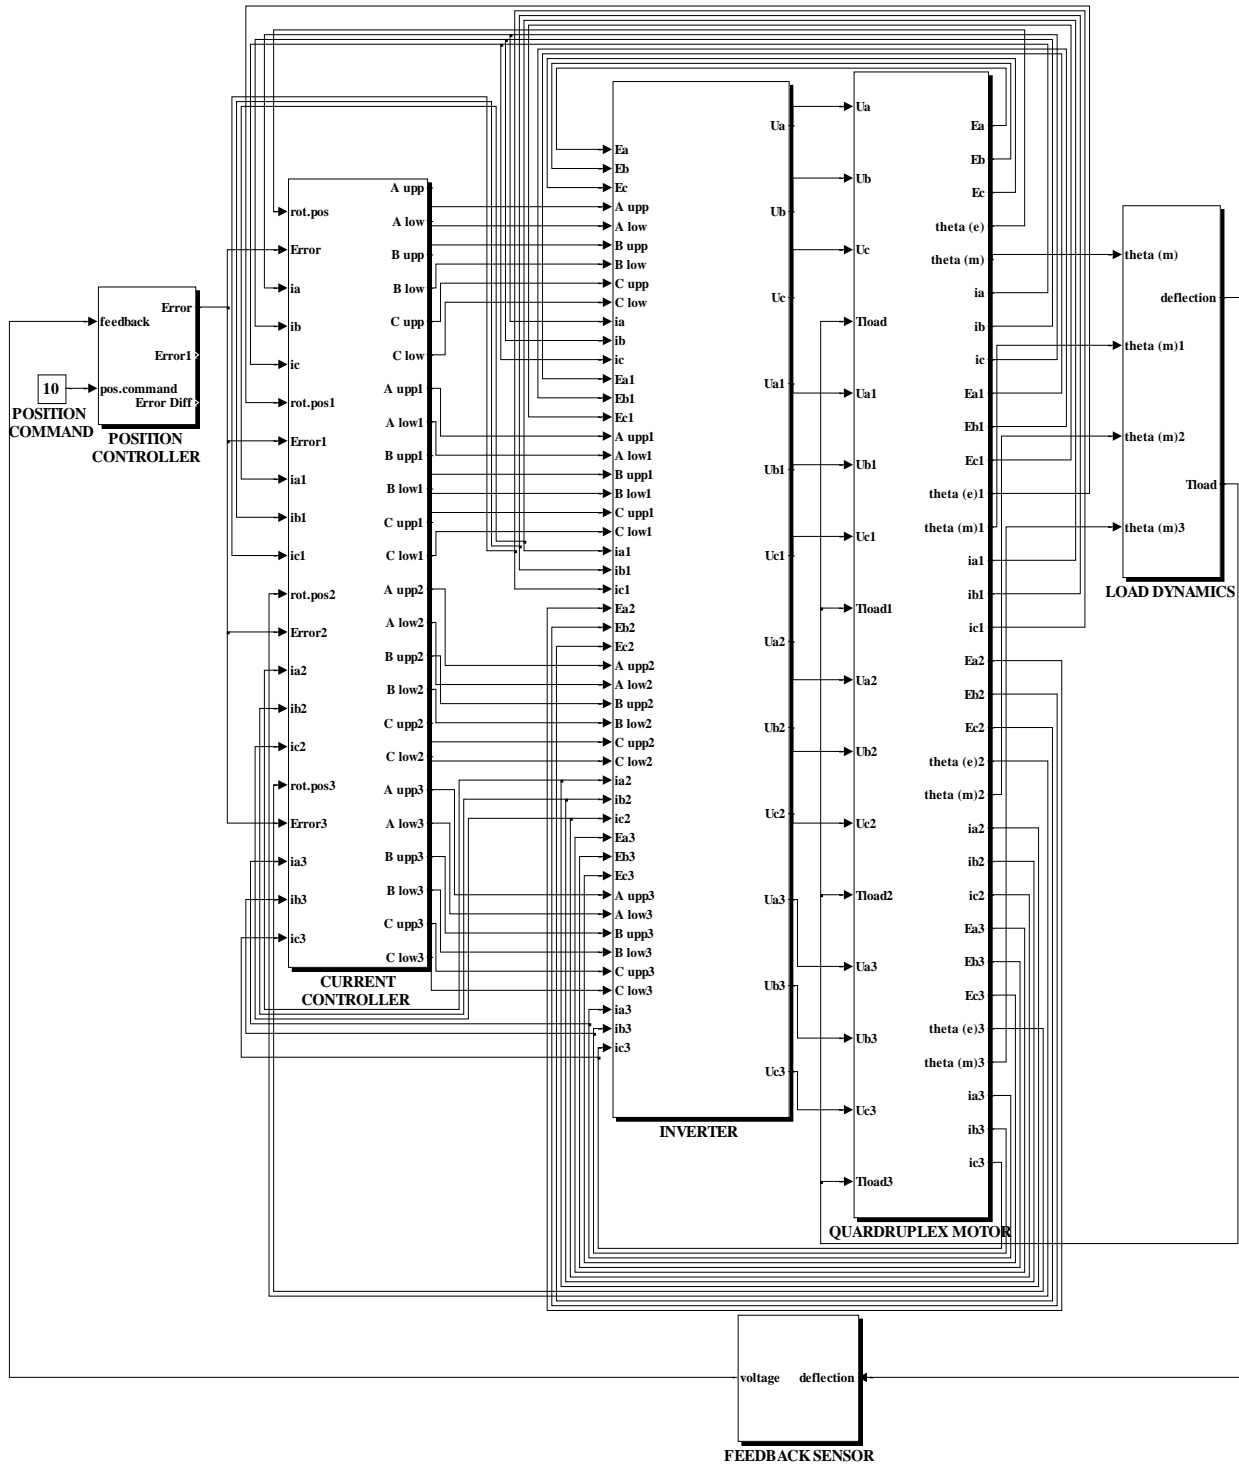 10
POSITION
COMMAND
feedback
pos.command
Error
Error1
Error Diff
POSITION
CONTROLLER
rot.pos
Error
ia
ib
ic
rot.pos1
Error1
ia1
ib1
ic1
rot.pos2
Error2
ia2
ib2
ic2
rot.pos3
Error3
ia3
ib3
ic3
A upp
A low
B upp
B low
C upp
C low
A upp1
A low1
B upp1
B low1
C upp1
C low1
A upp2
A low2
B upp2
B low2
C upp2
C low2
A upp3
A low3
B upp3
B low3
C upp3
C low3
CURRENT
CONTROLLER
Ea
Eb
Ec
A upp
A low
B upp
B low
C upp
C low
ia
ib
ic
Ea1
Eb1
Ec1
A upp1
A low1
B upp1
B low1
C upp1
C low1
ia1
ib1
ic1
Ea2
Eb2
Ec2
A upp2
A low2
B upp2
B low2
C upp2
C low2
ia2
ib2
ic2
Ea3
Eb3
Ec3
A upp3
A low3
B upp3
B low3
C upp3
C low3
ia3
ib3
ic3
Ua
Ub
Uc
Ua1
Ub1
Uc1
Ua2
Ub2
Uc2
Ua3
Ub3
Uc3
INVERTER
Ua
Ub
Uc
Tload
Ua1
Ub1
Uc1
Tload1
Ua2
Ub2
Uc2
Tload2
Ua3
Ub3
Uc3
Tload3
Ea
Eb
Ec
theta (e)
theta (m)
ia
ib
ic
Ea1
Eb1
Ec1
theta (e)1
theta (m)1
ia1
ib1
ic1
Ea2
Eb2
Ec2
theta (e)2
theta (m)2
ia2
ib2
ic2
Ea3
Eb3
Ec3
theta (e)3
theta (m)3
ia3
ib3
ic3
QUARDRUPLEX MOTOR
theta (m)
theta (m)1
theta (m)2
theta (m)3
deflection
Tload
LOAD DYNAMICS
voltage
deflection
FEEDBACK SENSOR